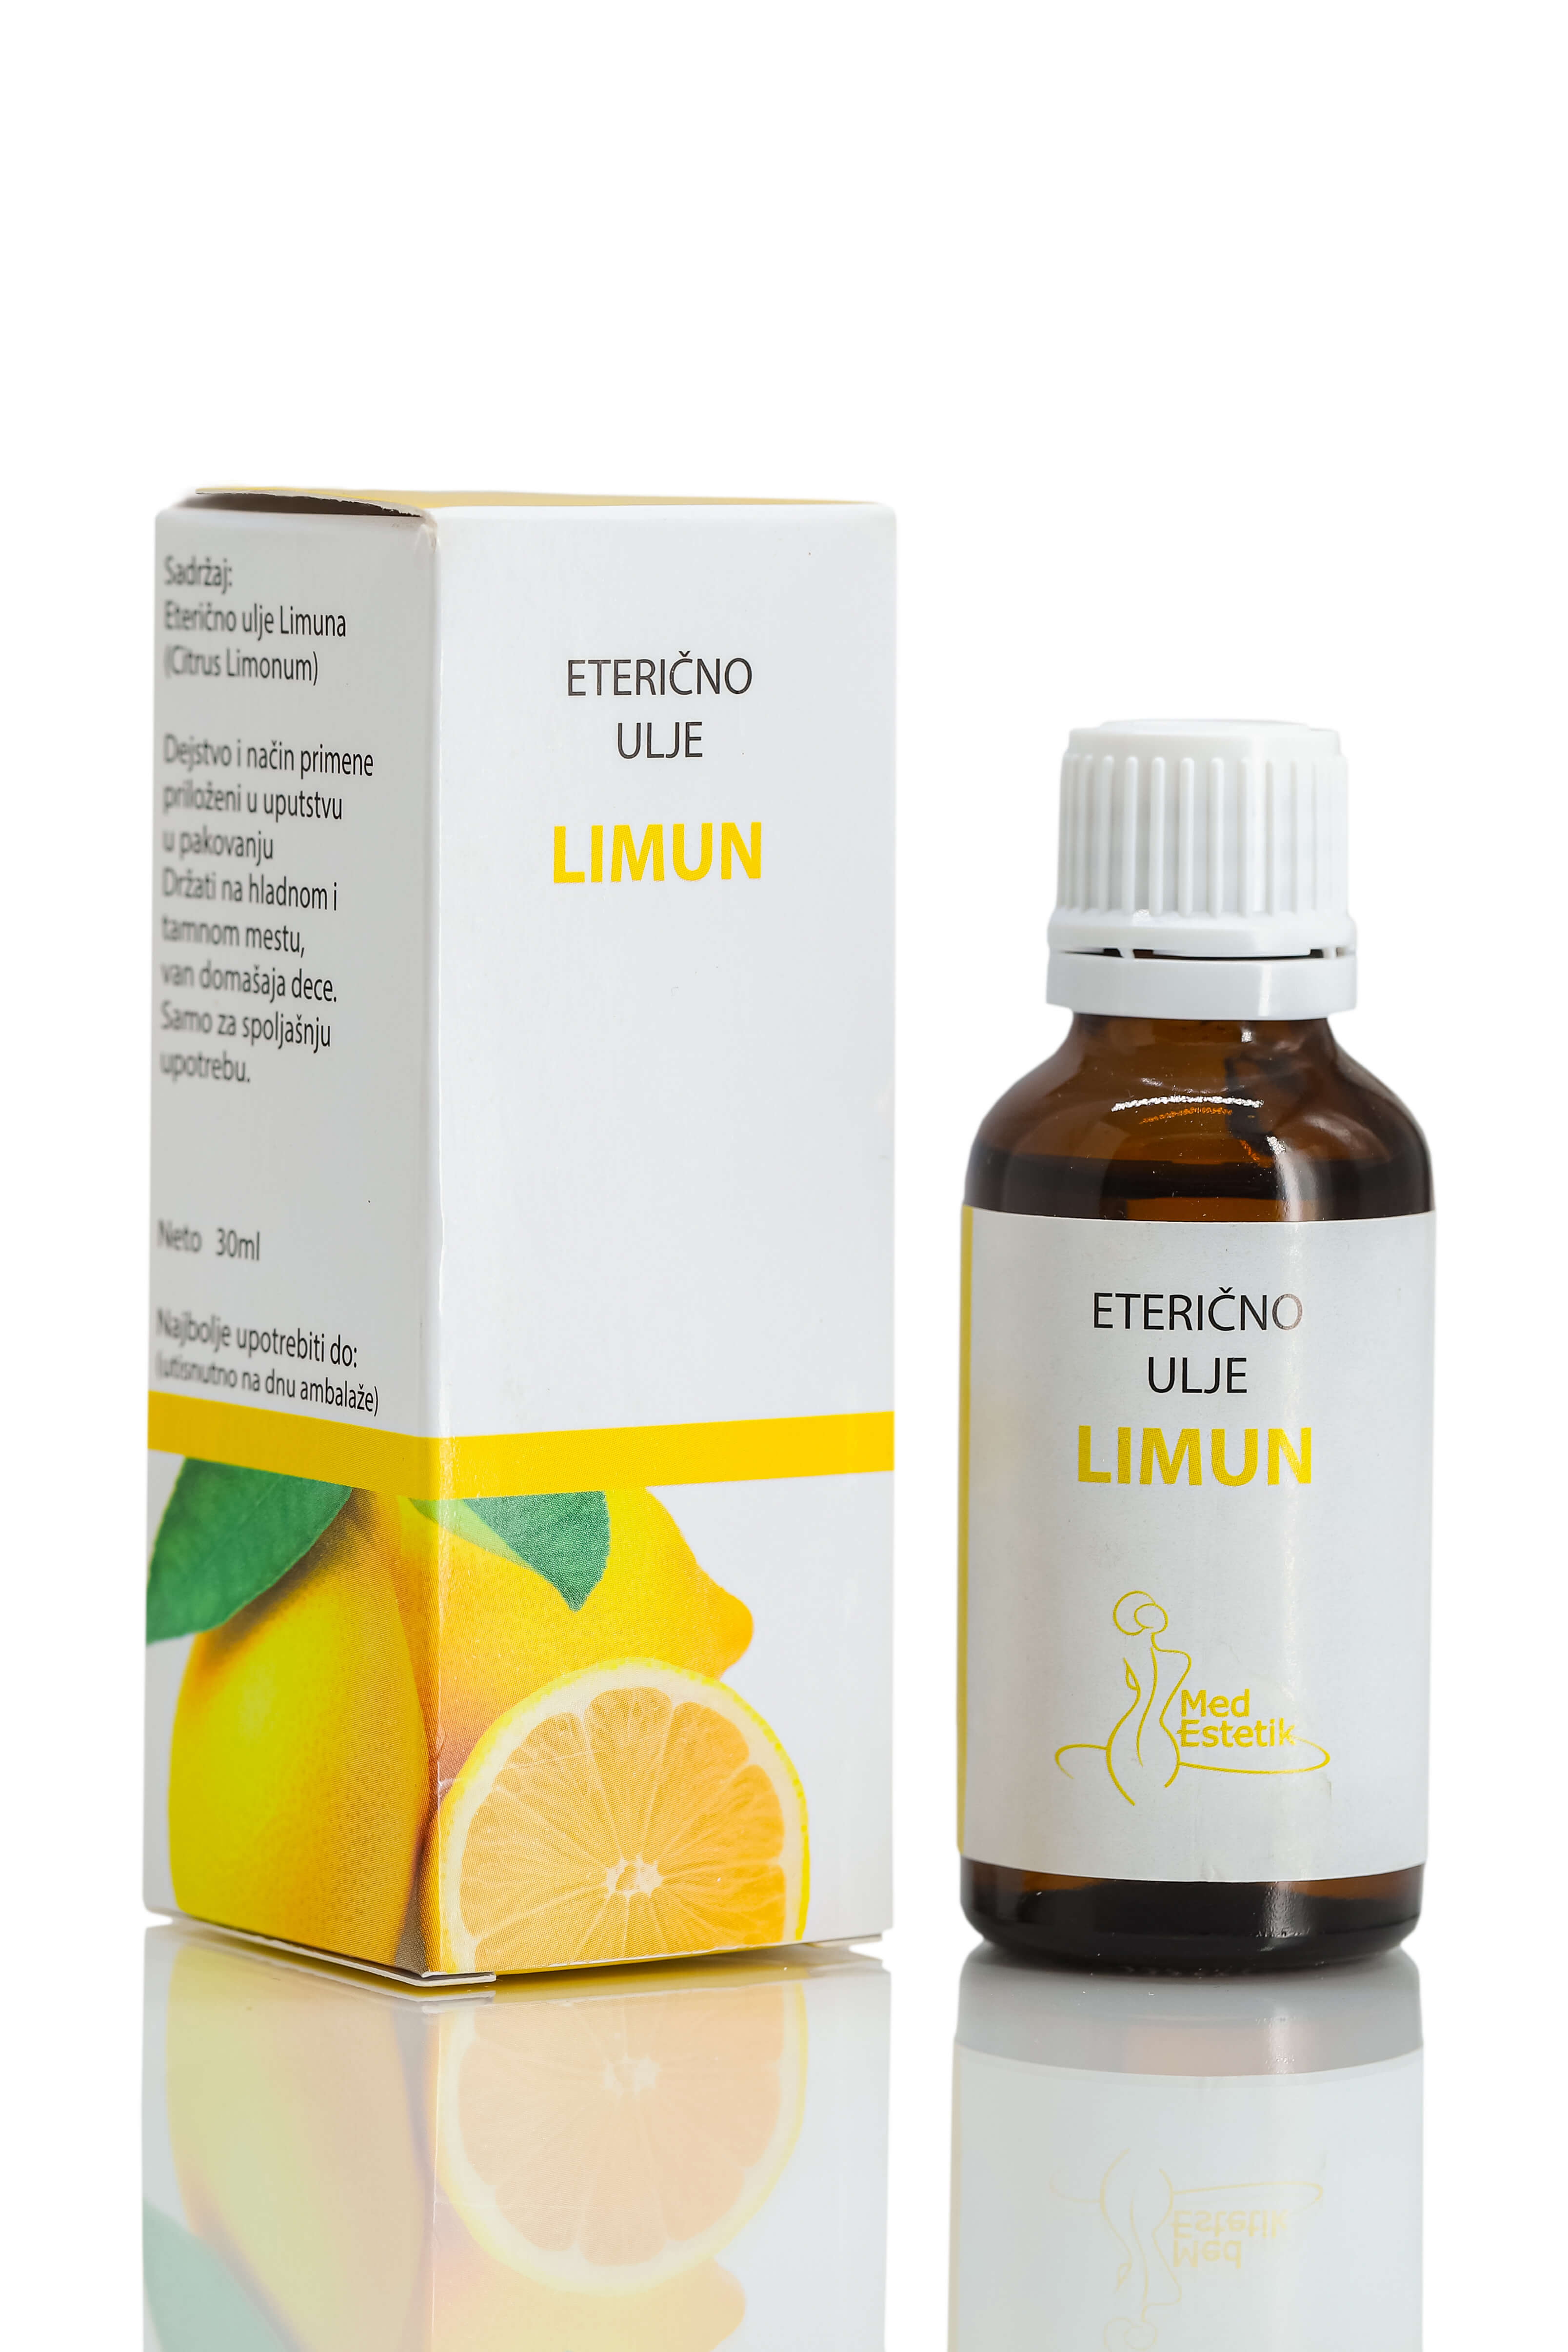 Sadržaj:
Eterično ulje Limuna
(Citrus Limonum)
Dejstvo i način primene
priloženi u uputstvu
u pakovanju
Držati na hladnom i
tamnom mestu,
van domašaja dece.
Samo za spoljašnju
upotrebu.
Neto 30ml
Najbolje upotrebiti do:
(utisnutno na dnu ambalaže)
ETERIČNO
ULJE
LIMUN
ETERIČNO
ULJE
LIMUN
Med
Estetik